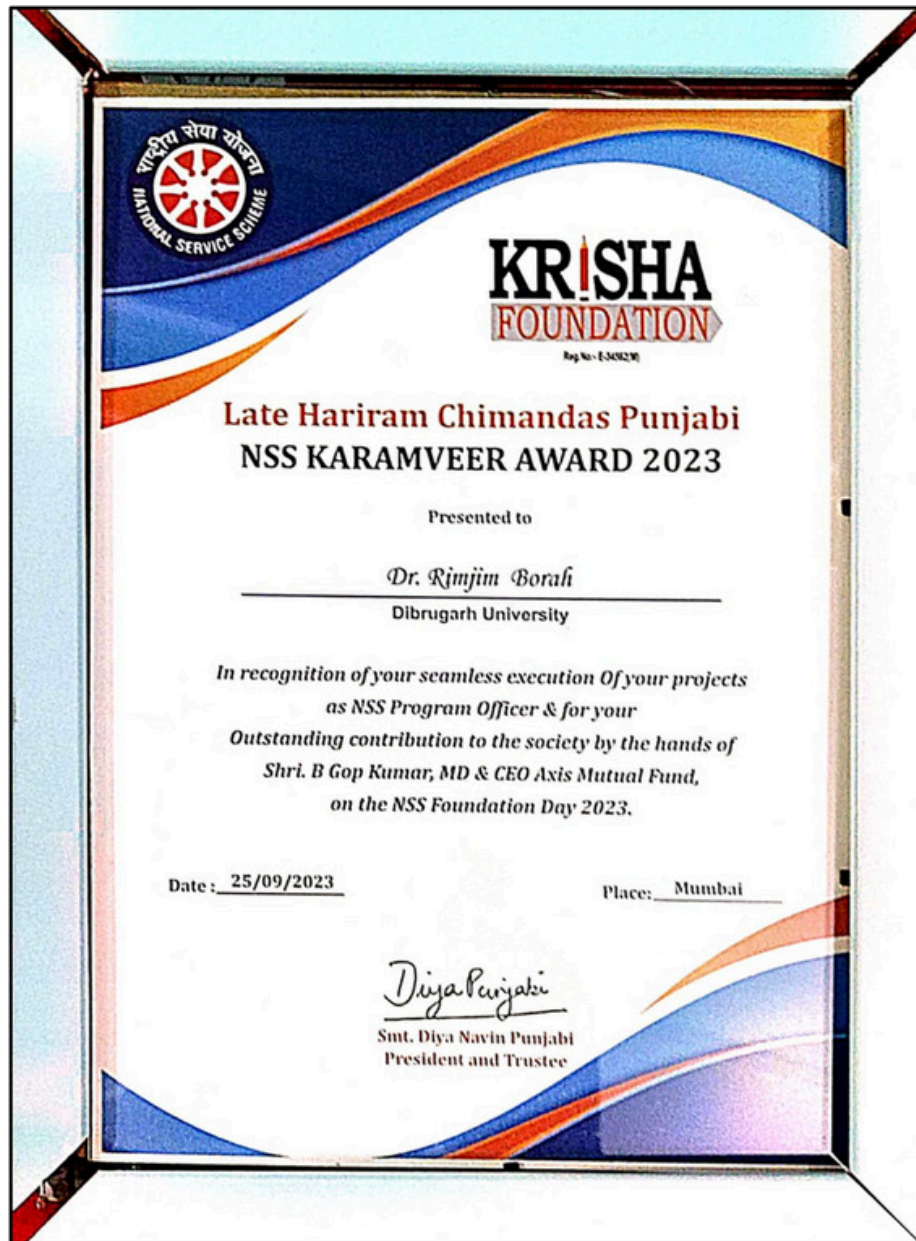 राष्ट्रीय सेवा योजना
NATIONAL SERVICE SCHEME
KRISHA
FOUNDATION
Reg. No.- E-34562(M)
Late Hariram Chimandas Punjabi
NSS KARAMVEER AWARD 2023
Presented to
Dr. Rimjim Borah
Dibrugarh University
In recognition of your seamless execution Of your projects
as NSS Program Officer & for your
Outstanding contribution to the society by the hands of
Shri. B Gop Kumar, MD & CEO Axis Mutual Fund,
on the NSS Foundation Day 2023.
Date : 25/09/2023 Place: Mumbai
Diya Punjabi
Smt. Diya Navin Punjabi
President and Trustee